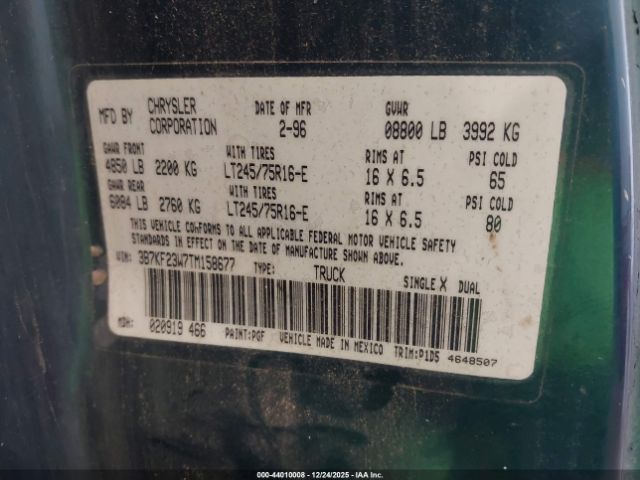 MFD BY CHRYSLER CORPORATION DATE OF MFR 2-96 GVWR 08800 LB 3992 KG
GAWR FRONT WITH TIRES RIMS AT PSI COLD
4850 LB 2200 KG LT245/75R16-E 16 X 6.5 65
GAWR REAR WITH TIRES RIMS AT PSI COLD
6084 LB 2760 KG LT245/75R16-E 16 X 6.5 80
THIS VEHICLE CONFORMS TO ALL APPLICABLE FEDERAL MOTOR VEHICLE SAFETY
STANDARDS IN EFFECT ON THE DATE OF MANUFACTURE SHOWN ABOVE.
VIN: 3B7KF23W7TM158677 TYPE: TRUCK SINGLE X DUAL
MDH: 020919 466 PAINT:PGF VEHICLE MADE IN MEXICO TRIM:P1D5 4648507
000-44010008 - 12/24/2025 - IAA Inc.